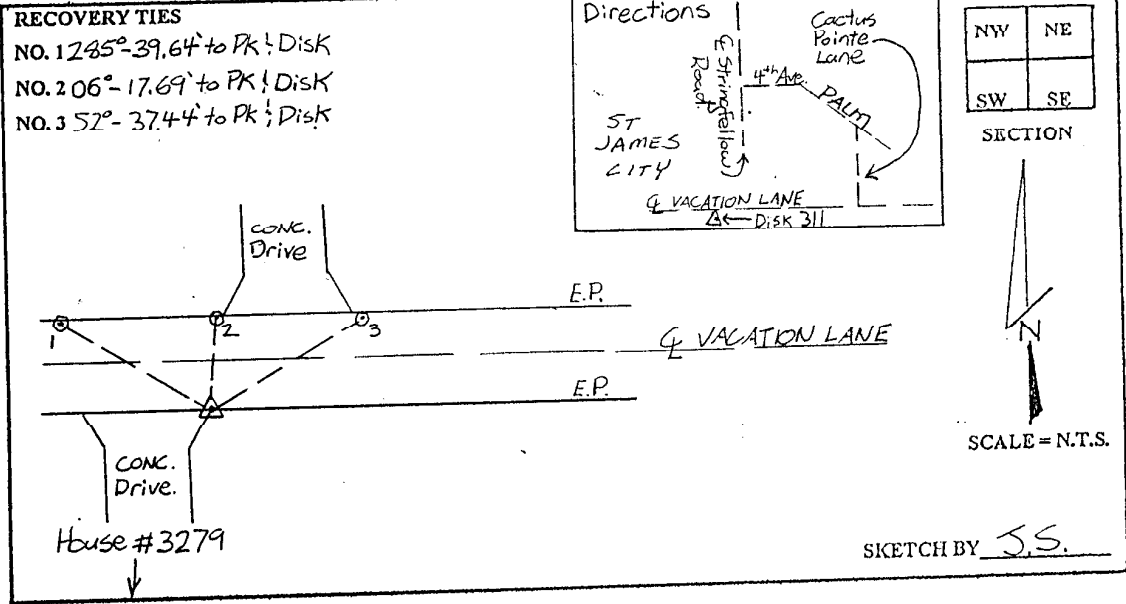 RECOVERY TIES
NO. 1 285°-39.64' to PK & Disk
NO. 2 06°-17.69' to PK & Disk
NO. 3 52°-37.44' to PK & Disk
Directions
℄ Stringfellow Road
4th Ave.
Cactus
Pointe
Lane
PALM
ST
JAMES
CITY
℄ VACATION LANE
Disk 311
NW NE
SW SE
SECTION
CONC.
Drive
E.P.
1
2
3
℄ VACATION LANE
E.P.
N
SCALE = N.T.S.
CONC.
Drive.
House #3279
SKETCH BY J.S.